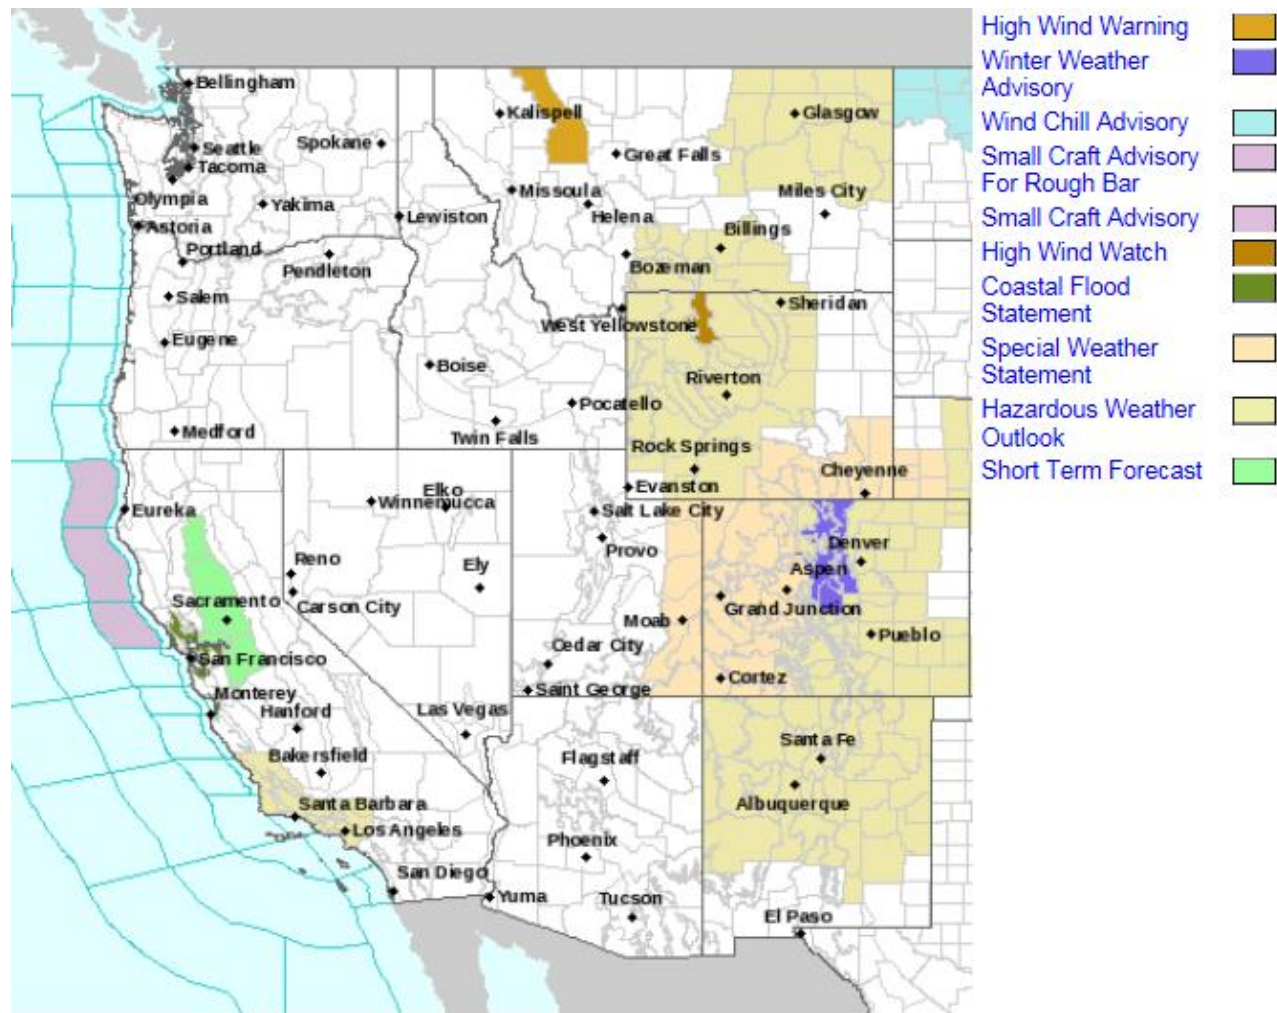 High Wind Warning
Winter Weather
Advisory
Wind Chill Advisory
Small Craft Advisory
For Rough Bar
Small Craft Advisory
High Wind Watch
Coastal Flood
Statement
Special Weather
Statement
Hazardous Weather
Outlook
Short Term Forecast
Bellingham
Kalispell
Glasgow
Seattle
Spokane
Great Falls
Tacoma
Olympia
Yakima
Missoula
Miles City
Lewiston
Helena
Astoria
Billings
Portland
Pendleton
Bozeman
Salem
Sheridan
West Yellowstone
Eugene
Boise
Riverton
Pocatello
Medford
Twin Falls
Rock Springs
Cheyenne
Evanston
Elko
Winnemucca
Eureka
Salt Lake City
Denver
Provo
Reno
Ely
Aspen
Sacramento
Carson City
Grand Junction
Moab
Pueblo
Cedar City
San Francisco
Cortez
Saint George
Monterey
Hanford
Las Vegas
Santa Fe
Bakersfield
Flagstaff
Santa Barbara
Albuquerque
Los Angeles
Phoenix
San Diego
Yuma
Tucson
El Paso